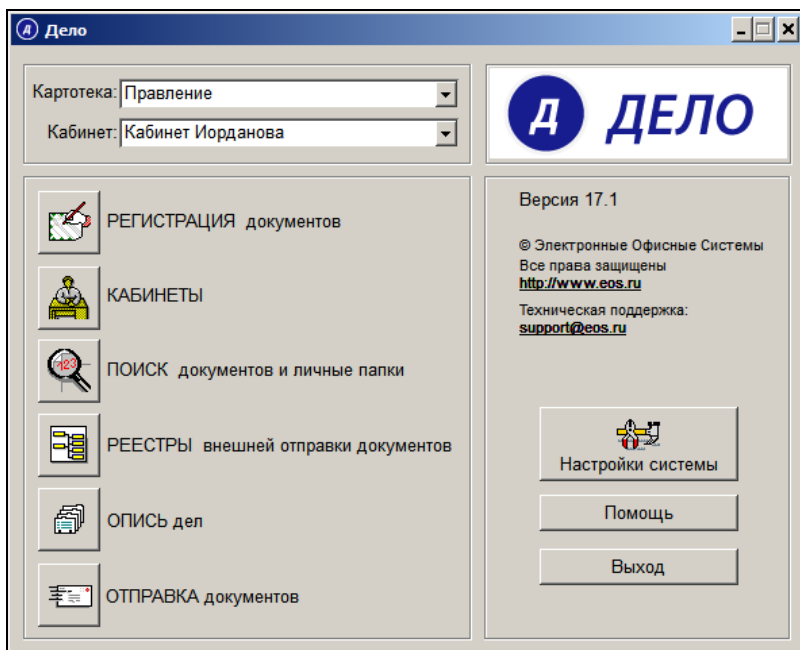 Дело
Картотека: Правление
Кабинет: Кабинет Иорданова
Д ДЕЛО
РЕГИСТРАЦИЯ документов
КАБИНЕТЫ
123
ПОИСК документов и личные папки
РЕЕСТРЫ внешней отправки документов
ОПИСЬ дел
ОТПРАВКА документов
Версия 17.1
© Электронные Офисные Системы
Все права защищены
http://www.eos.ru
Техническая поддержка:
support@eos.ru
Настройки системы
Помощь
Выход